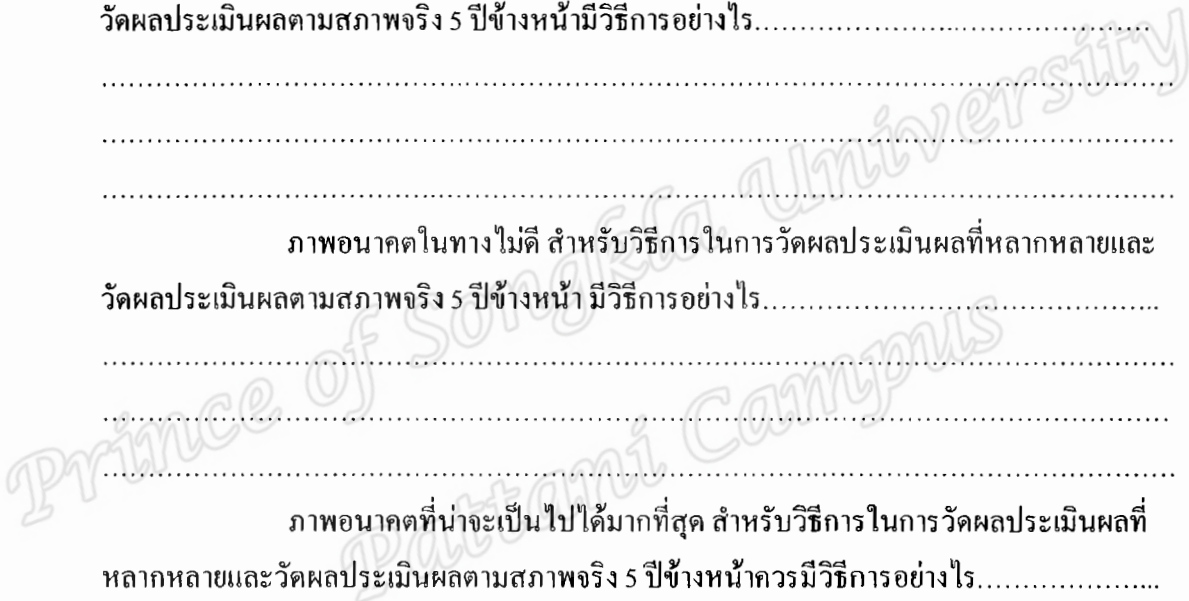 วัดผลประเมินผลตามสภาพจริง 5 ปีข้างหน้ามีวิธีการอย่างไร...........................................
................................................................................................................
................................................................................................................
................................................................................................................
ภาพอนาคตในทางไม่ดี สำหรับวิธีการในการวัดผลประเมินผลที่หลากหลายและ
วัดผลประเมินผลตามสภาพจริง 5 ปีข้างหน้า มีวิธีการอย่างไร...........................................
................................................................................................................
................................................................................................................
................................................................................................................
ภาพอนาคตที่น่าจะเป็นไปได้มากที่สุด สำหรับวิธีการในการวัดผลประเมินผลที่
หลากหลายและวัดผลประเมินผลตามสภาพจริง 5 ปีข้างหน้าควรมีวิธีการอย่างไร....................
Prince of Songkla University
Pattani Campus